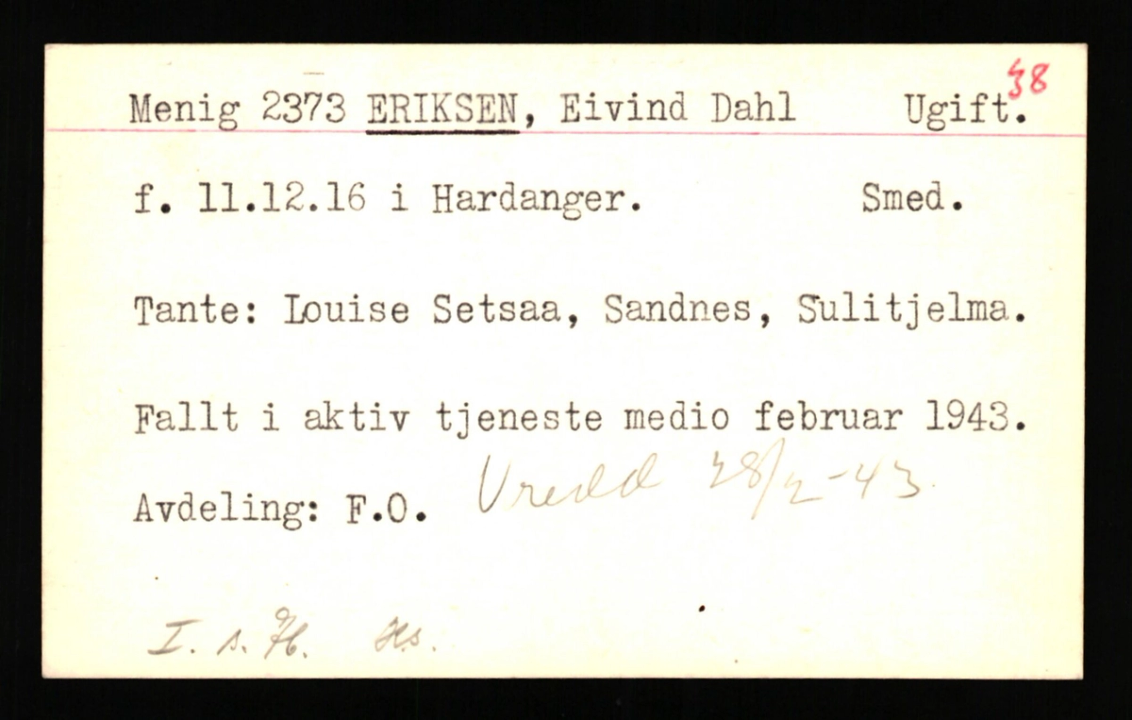 38
Menig 2373 ERIKSEN, Eivind Dahl Ugift.
f. 11.12.16 i Hardanger. Smed.
Tante: Louise Setsaa, Sandnes, Sulitjelma.
Fallt i aktiv tjeneste medio februar 1943.
Avdeling: F.O. 28/2-43
I. s.